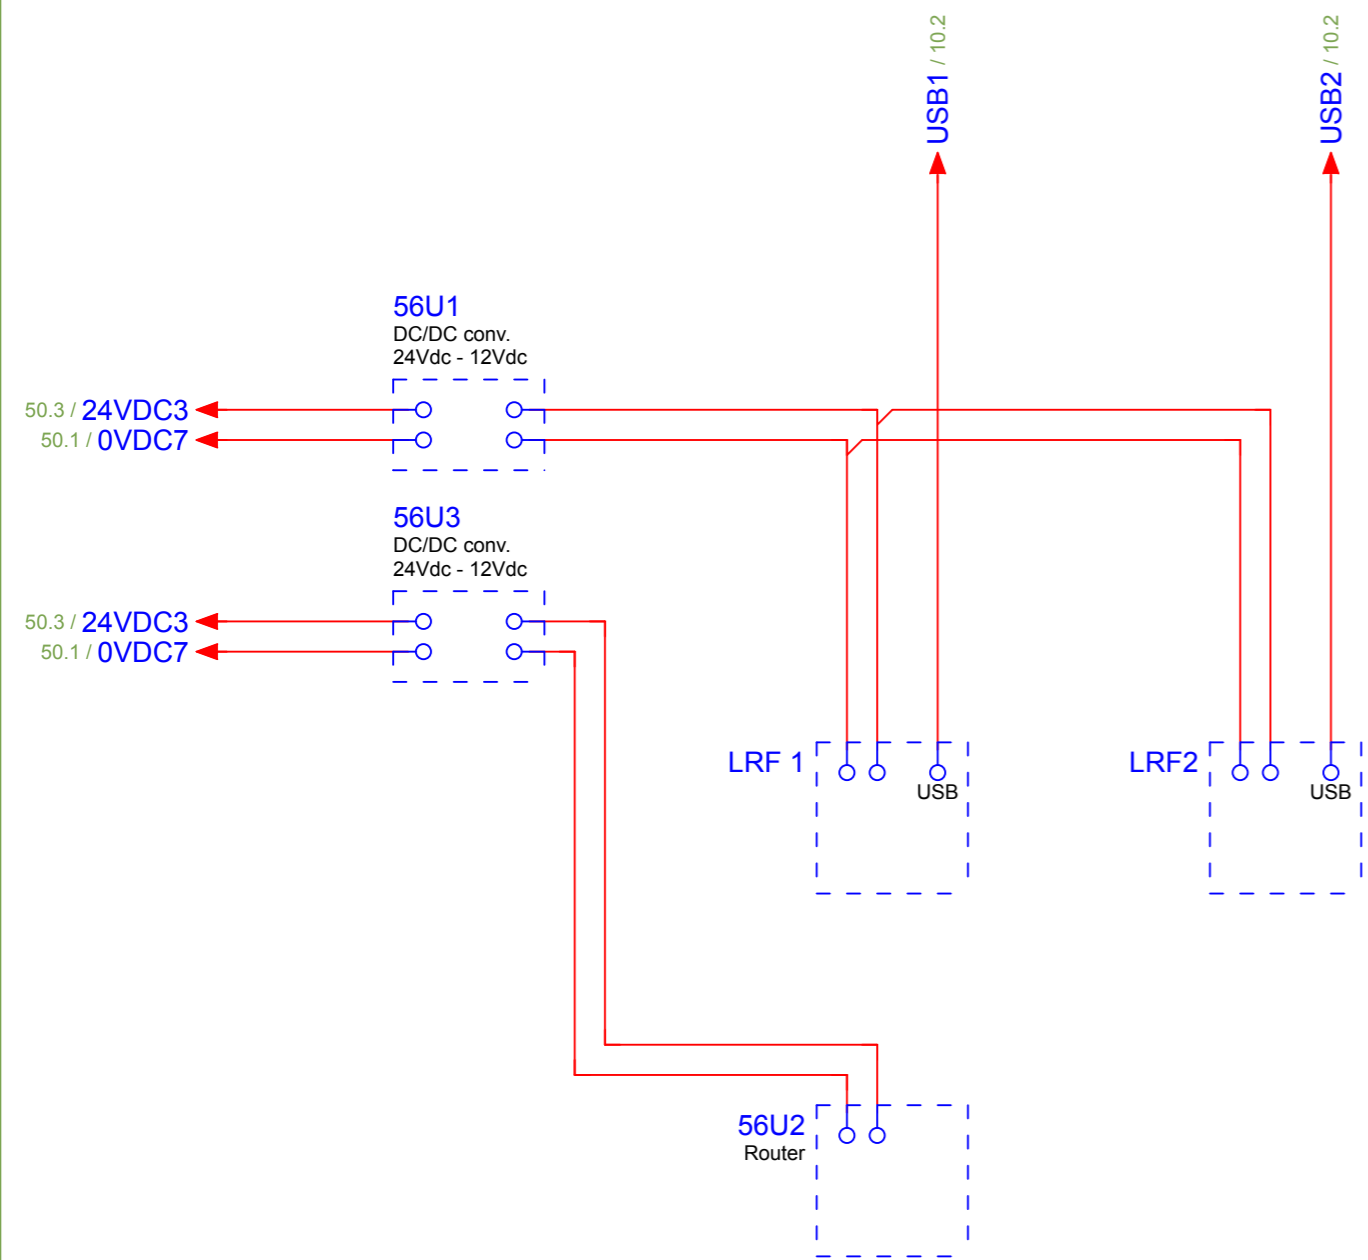 USB1 / 10.2
USB2 / 10.2
56U1
DC/DC conv.
24Vdc - 12Vdc
50.3 / 24VDC3
50.1 / 0VDC7
56U3
DC/DC conv.
24Vdc - 12Vdc
50.3 / 24VDC3
50.1 / 0VDC7
LRF 1
USB
LRF2
USB
56U2
Router